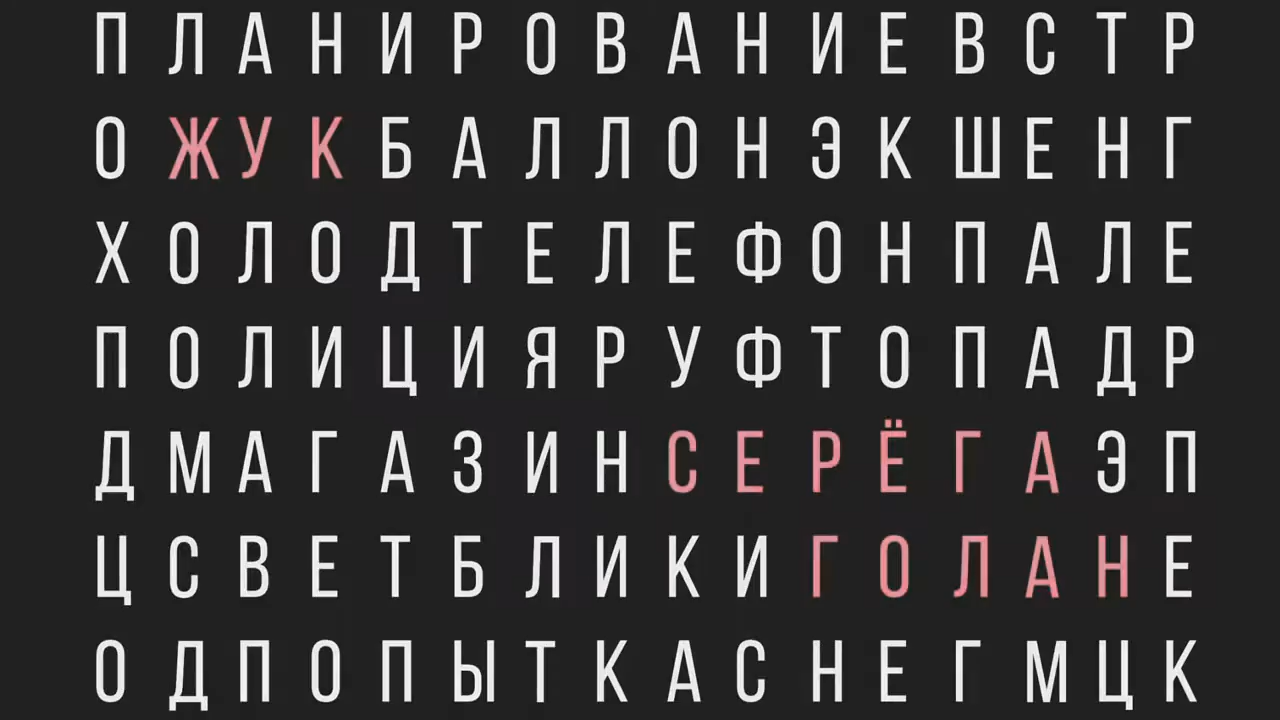 ПЛАНИРОВАНИЕВСТР
ОЖУКБАЛЛОНЭКШЕНГ
ХОЛОДТЕЛЕФОНПАЛЕ
ПОЛИЦИЯРУФТОПАДР
ДМАГАЗИНСЕРЁГАЭП
ЦСВЕТБЛИКИГОЛАНЕ
ОДПОПЫТКАСНЕГМЦК